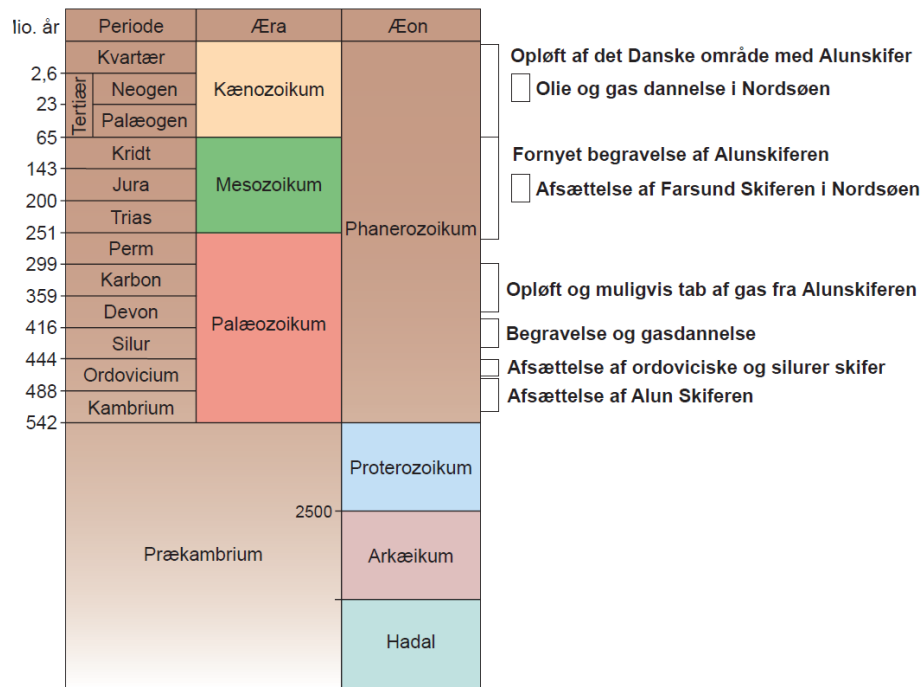 lio. år Periode Æra Æon
Kvartær
2,6
Tertiær
Neogen
23
Palæogen
65
Kridt
143
Jura
200
Trias
251
Perm
299
Karbon
359
Devon
416
Silur
444
Ordovicium
488
Kambrium
542
Kænozoikum
Mesozoikum
Palæozoikum
Phanerozoikum
Prækambrium
2500
Proterozoikum
Arkæikum
Hadal
Opløft af det Danske område med Alunskifer
Olie og gas dannelse i Nordsøen
Fornyet begravelse af Alunskiferen
Afsættelse af Farsund Skiferen i Nordsøen
Opløft og muligvis tab af gas fra Alunskiferen
Begravelse og gasdannelse
Afsættelse af ordoviciske og silurer skifer
Afsættelse af Alun Skiferen